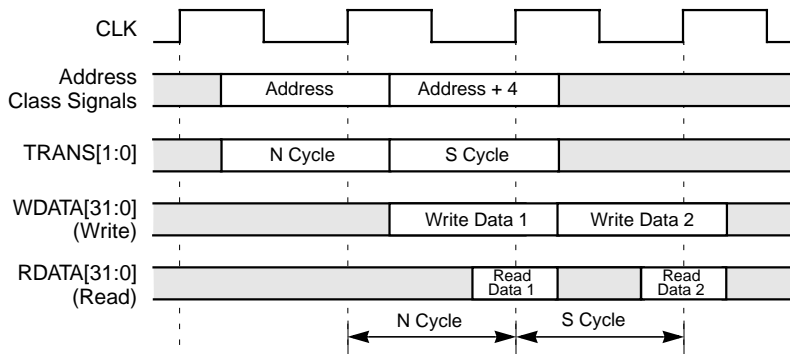 CLK
Address
Class Signals
Address
Address + 4
TRANS[1:0]
N Cycle
S Cycle
WDATA[31:0]
(Write)
Write Data 1
Write Data 2
RDATA[31:0]
(Read)
Read
Data 1
Read
Data 2
N Cycle
S Cycle